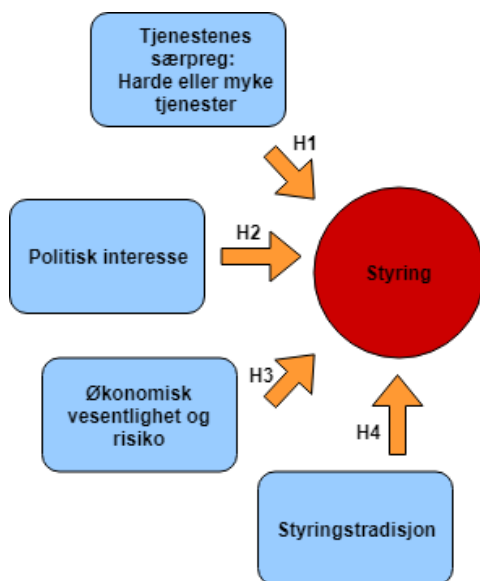 Tjenestenes
særpreg:
Harde eller myke
tjenester
H1
Politisk interesse
H2
Styring
Økonomisk
vesentlighet og
risiko
H3
H4
Styringstradisjon